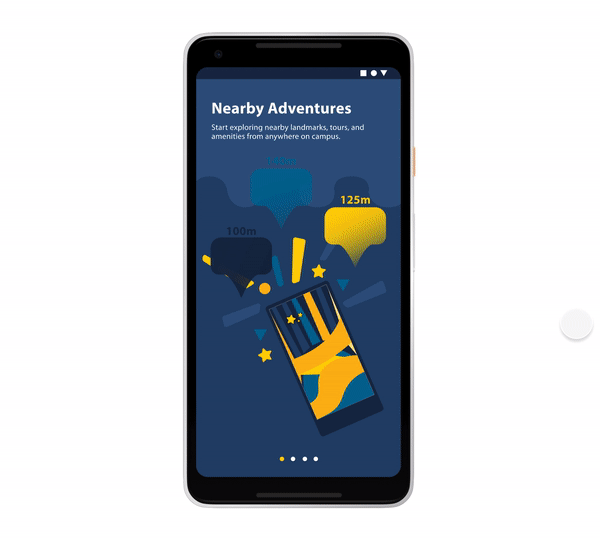 Nearby Adventures
Start exploring nearby landmarks, tours, and
amenities from anywhere on campus.
125m
100m